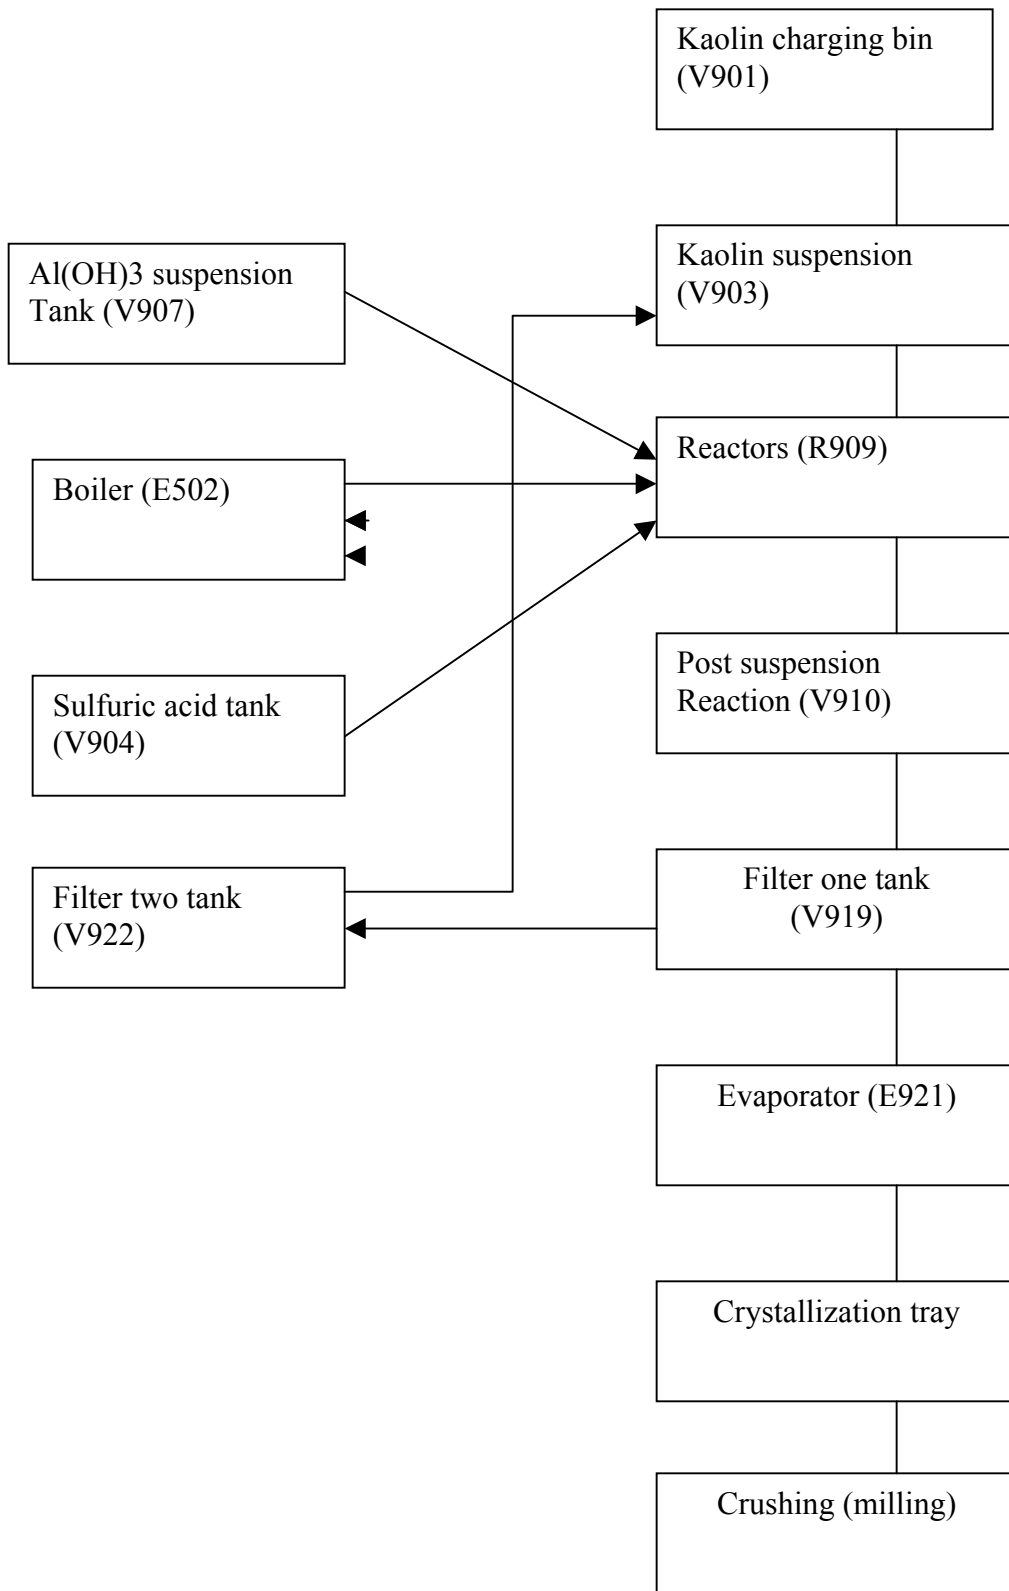 Kaolin charging bin
(V901)
Al(OH)3 suspension
Tank (V907)
Kaolin suspension
(V903)
Boiler (E502)
Reactors (R909)
Sulfuric acid tank
(V904)
Post suspension
Reaction (V910)
Filter two tank
(V922)
Filter one tank
(V919)
Evaporator (E921)
Crystallization tray
Crushing (milling)